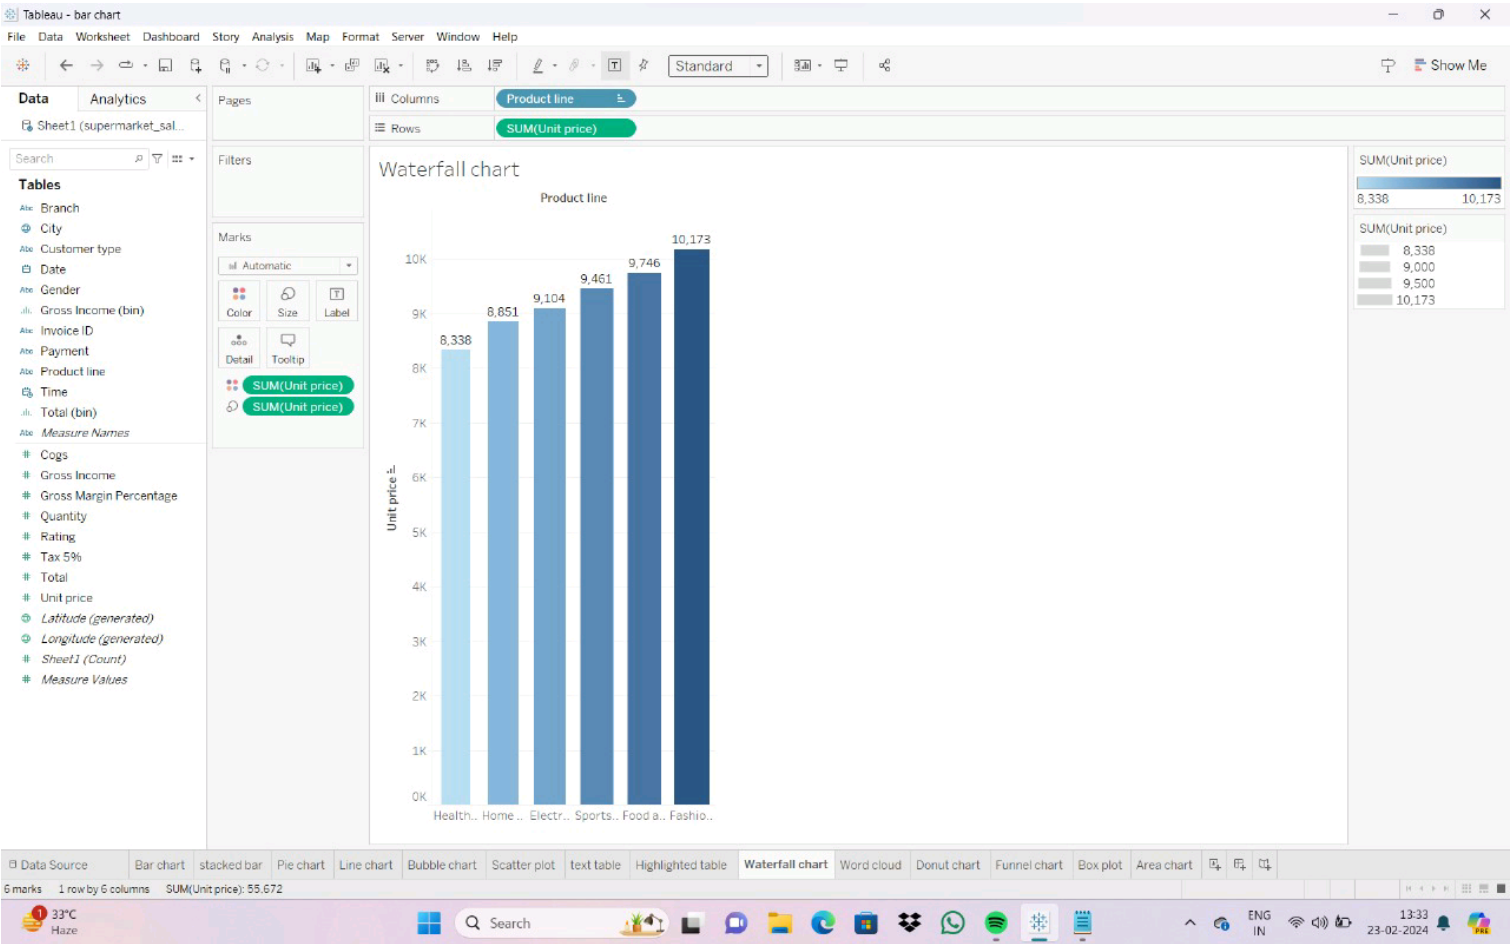 Tableau - bar chart
File Data Worksheet Dashboard Story Analysis Map Format Server Window Help
Standard
Show Me
Data Analytics
Sheet1 (supermarket_sal...
Search
Tables
Abc Branch
City
Abc Customer type
Date
Abc Gender
Gross Income (bin)
Abc Invoice ID
Abc Payment
Abc Product line
Time
Total (bin)
Abc Measure Names
# Cogs
# Gross Income
# Gross Margin Percentage
# Quantity
# Rating
# Tax 5%
# Total
# Unit price
Latitude (generated)
Longitude (generated)
# Sheet1 (Count)
# Measure Values
Pages
Filters
Marks
Automatic
Color Size Label
Detail Tooltip
SUM(Unit price)
SUM(Unit price)
Columns Product line
Rows SUM(Unit price)
Waterfall chart
Product line
Unit price
10K
9K
8K
7K
6K
5K
4K
3K
2K
1K
0K
8,338
8,851
9,104
9,461
9,746
10,173
Health.. Home .. Electr.. Sports.. Food a.. Fashio..
SUM(Unit price)
8,338 10,173
SUM(Unit price)
8,338
9,000
9,500
10,173
Data Source Bar chart stacked bar Pie chart Line chart Bubble chart Scatter plot text table Highlighted table Waterfall chart Word cloud Donut chart Funnel chart Box plot Area chart
6 marks 1 row by 6 columns SUM(Unit price): 55,672
1
33°C
Haze
Search
ENG
IN
13:33
23-02-2024
PRE